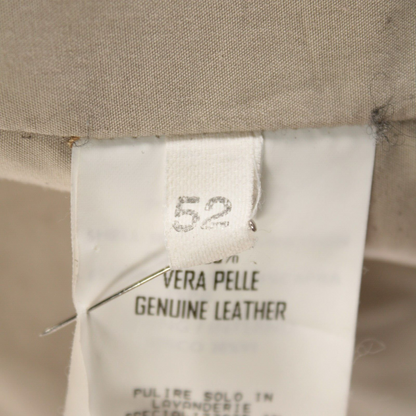 52
VERA PELLE
GENUINE LEATHER
PULIRE SOLO IN
LAVANDERIE